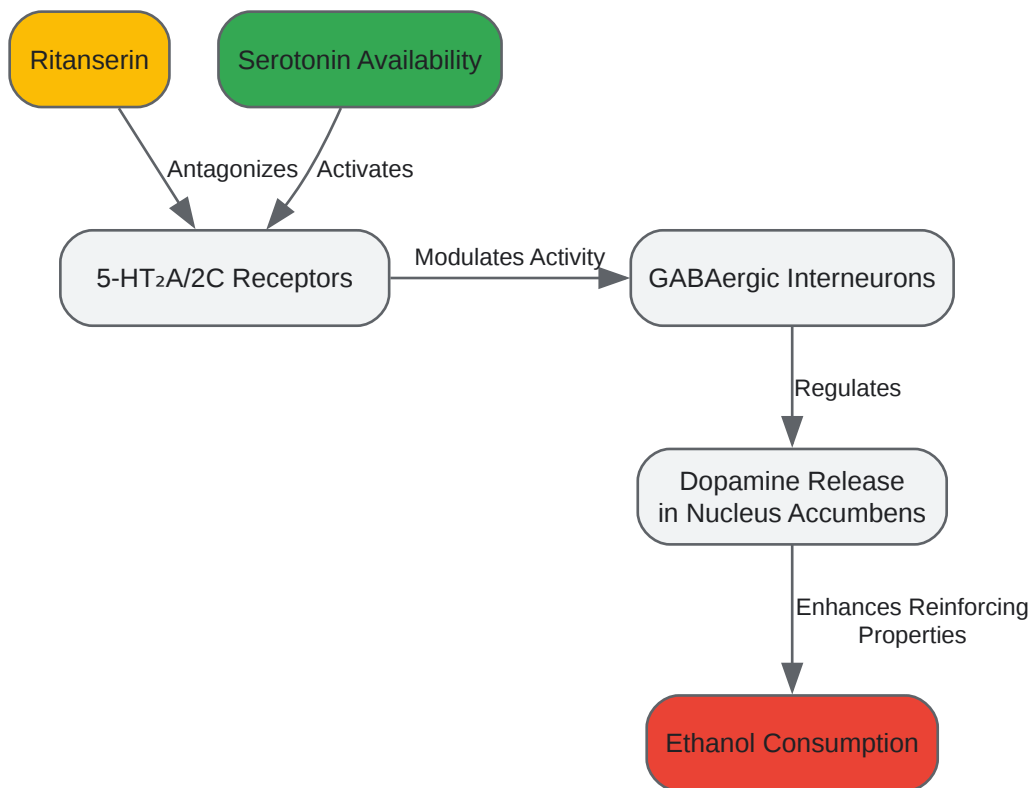 Ritanserin
Serotonin Availability
Antagonizes
Activates
5-HT₂A/2C Receptors
Modulates Activity
GABAergic Interneurons
Regulates
Dopamine Release
in Nucleus Accumbens
Enhances Reinforcing
Properties
Ethanol Consumption